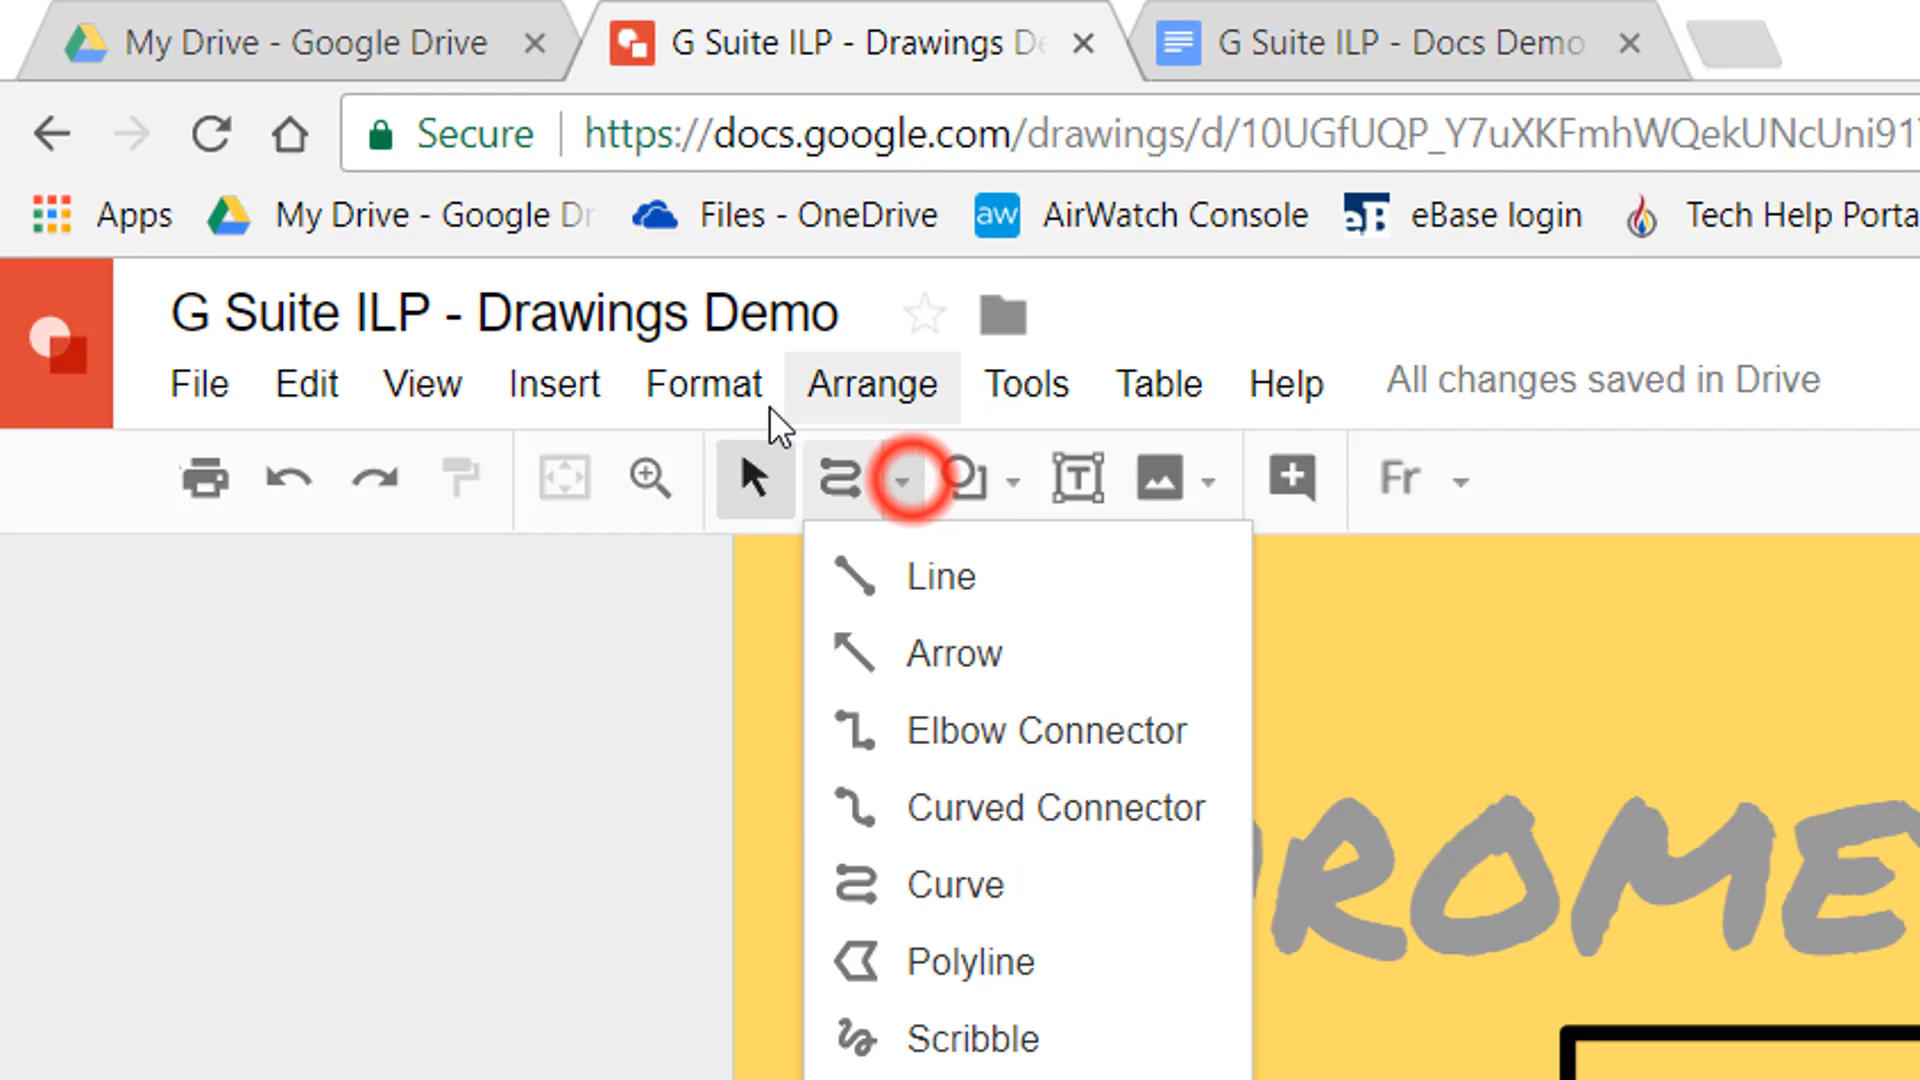 My Drive - Google Drive
G Suite ILP - Drawings De
G Suite ILP - Docs Demo
Secure
https://docs.google.com/drawings/d/10UGfUQP_Y7uXKFmhWQekUNcUni91
Apps
My Drive - Google Dr
Files - OneDrive
aw
AirWatch Console
eB
eBase login
Tech Help Porta
G Suite ILP - Drawings Demo
File Edit View Insert Format Arrange Tools Table Help All changes saved in Drive
T
Fr
Line
Arrow
Elbow Connector
Curved Connector
Curve
Polyline
Scribble
ROME